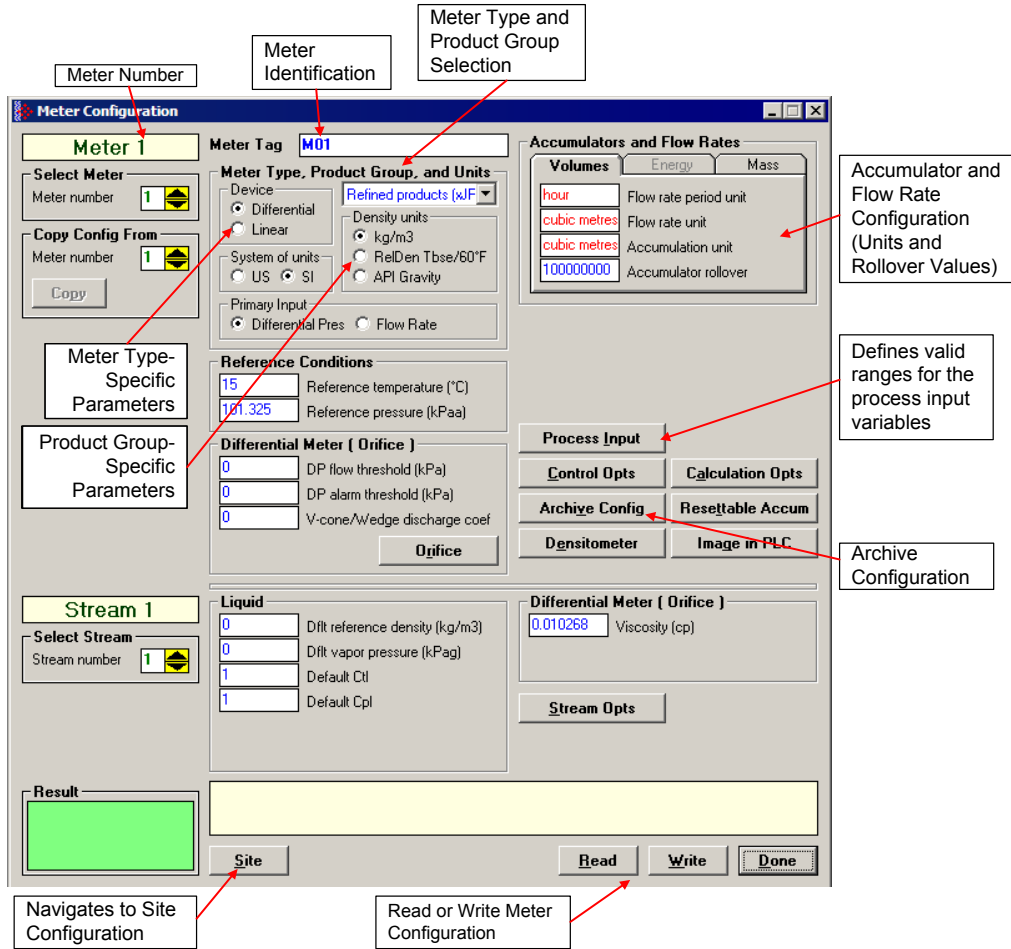 Meter Type and
Product Group
Selection
Meter
Identification
Meter Number
Meter Configuration
Meter 1
Meter Tag M01
Select Meter
Meter number 1
Copy Config From
Meter number 1
Copy
Meter Type, Product Group, and Units
Device
Differential
Linear
Refined products (xJF
Density units
kg/m3
RelDen Tbse/60°F
API Gravity
System of units
US SI
Primary Input
Differential Pres Flow Rate
Accumulators and Flow Rates
Volumes Energy Mass
hour Flow rate period unit
cubic metres Flow rate unit
cubic metres Accumulation unit
100000000 Accumulator rollover
Accumulator and
Flow Rate
Configuration
(Units and
Rollover Values)
Meter Type-
Specific
Parameters
Product Group-
Specific
Parameters
Reference Conditions
15 Reference temperature (°C)
101.325 Reference pressure (kPaa)
Differential Meter ( Orifice )
0 DP flow threshold (kPa)
0 DP alarm threshold (kPa)
0 V-cone/Wedge discharge coef
Orifice
Defines valid
ranges for the
process input
variables
Process Input
Control Opts Calculation Opts
Archive Config Resettable Accum
Densitometer Image in PLC
Archive
Configuration
Stream 1
Select Stream
Stream number 1
Liquid
0 Dflt reference density (kg/m3)
0 Dflt vapor pressure (kPag)
1 Default Ctl
1 Default Cpl
Differential Meter ( Orifice )
0.010268 Viscosity (cp)
Stream Opts
Result
Site Read Write Done
Navigates to Site
Configuration
Read or Write Meter
Configuration